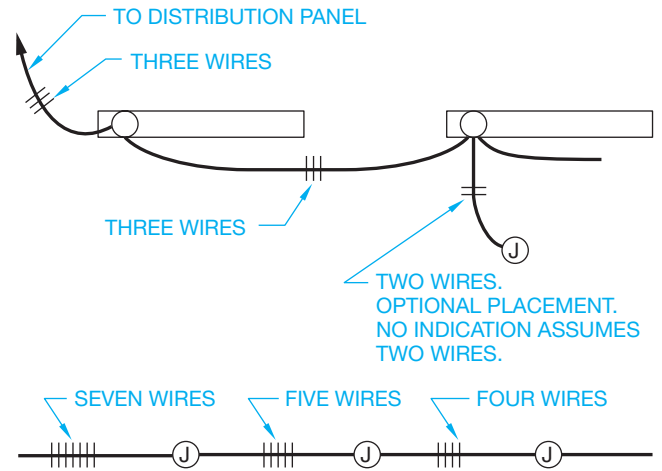 TO DISTRIBUTION PANEL
THREE WIRES
THREE WIRES
J
TWO WIRES.
OPTIONAL PLACEMENT.
NO INDICATION ASSUMES
TWO WIRES.
SEVEN WIRES
FIVE WIRES
FOUR WIRES
J
J
J